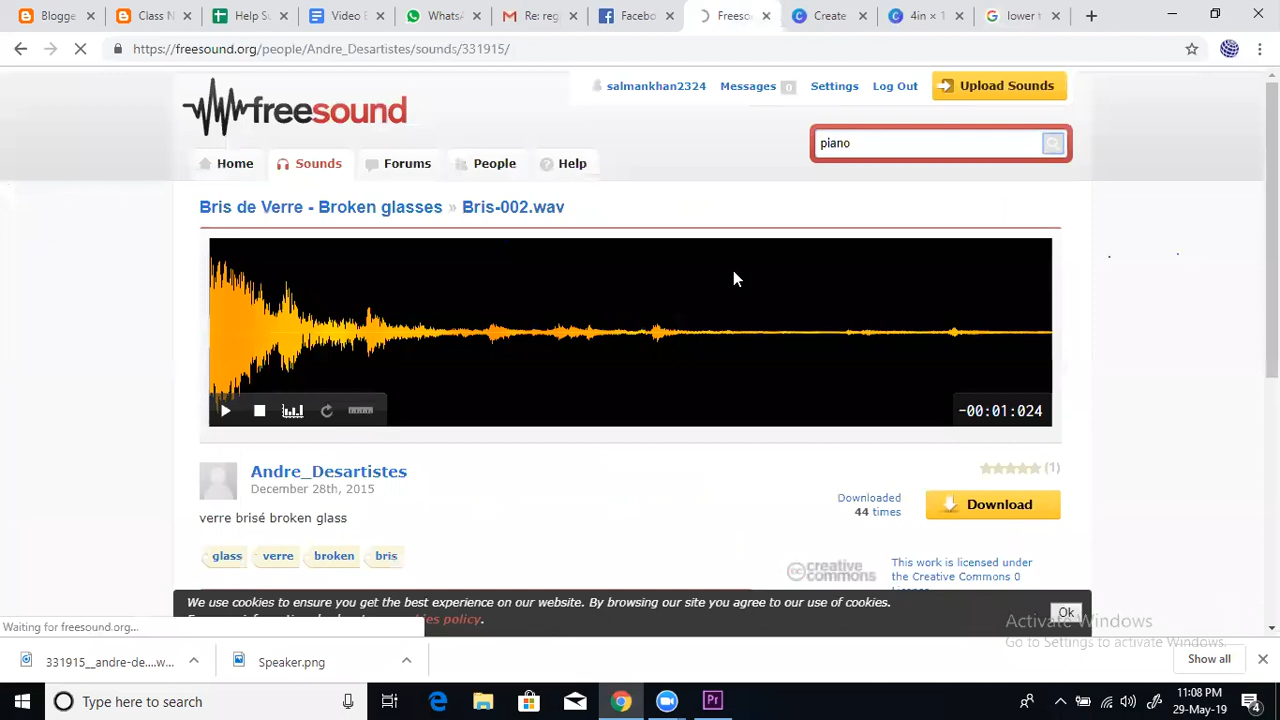 Blogge
Class N
Help Su
Video E
WhatsA
Re: reg
Facebo
Freeso
Create
4in × 1
lower t
https://freesound.org/people/Andre_Desartistes/sounds/331915/
freesound
salmankhan2324
Messages 0
Settings
Log Out
Upload Sounds
piano
Home
Sounds
Forums
People
Help
Bris de Verre - Broken glasses » Bris-002.wav
-00:01:024
Andre_Desartistes
December 28th, 2015
(1)
Downloaded
44 times
Download
verre brisé broken glass
glass
verre
broken
bris
creative
commons
This work is licensed under
the Creative Commons 0
We use cookies to ensure you get the best experience on our website. By browsing our site you agree to our use of cookies.
ies policy.
Ok
Activate Windows
Go to Settings to activate Windows.
Waiting for freesound.org...
331915__andre-de....w...
Speaker.png
Show all
Type here to search
Pr
11:08 PM
29-May-19
4